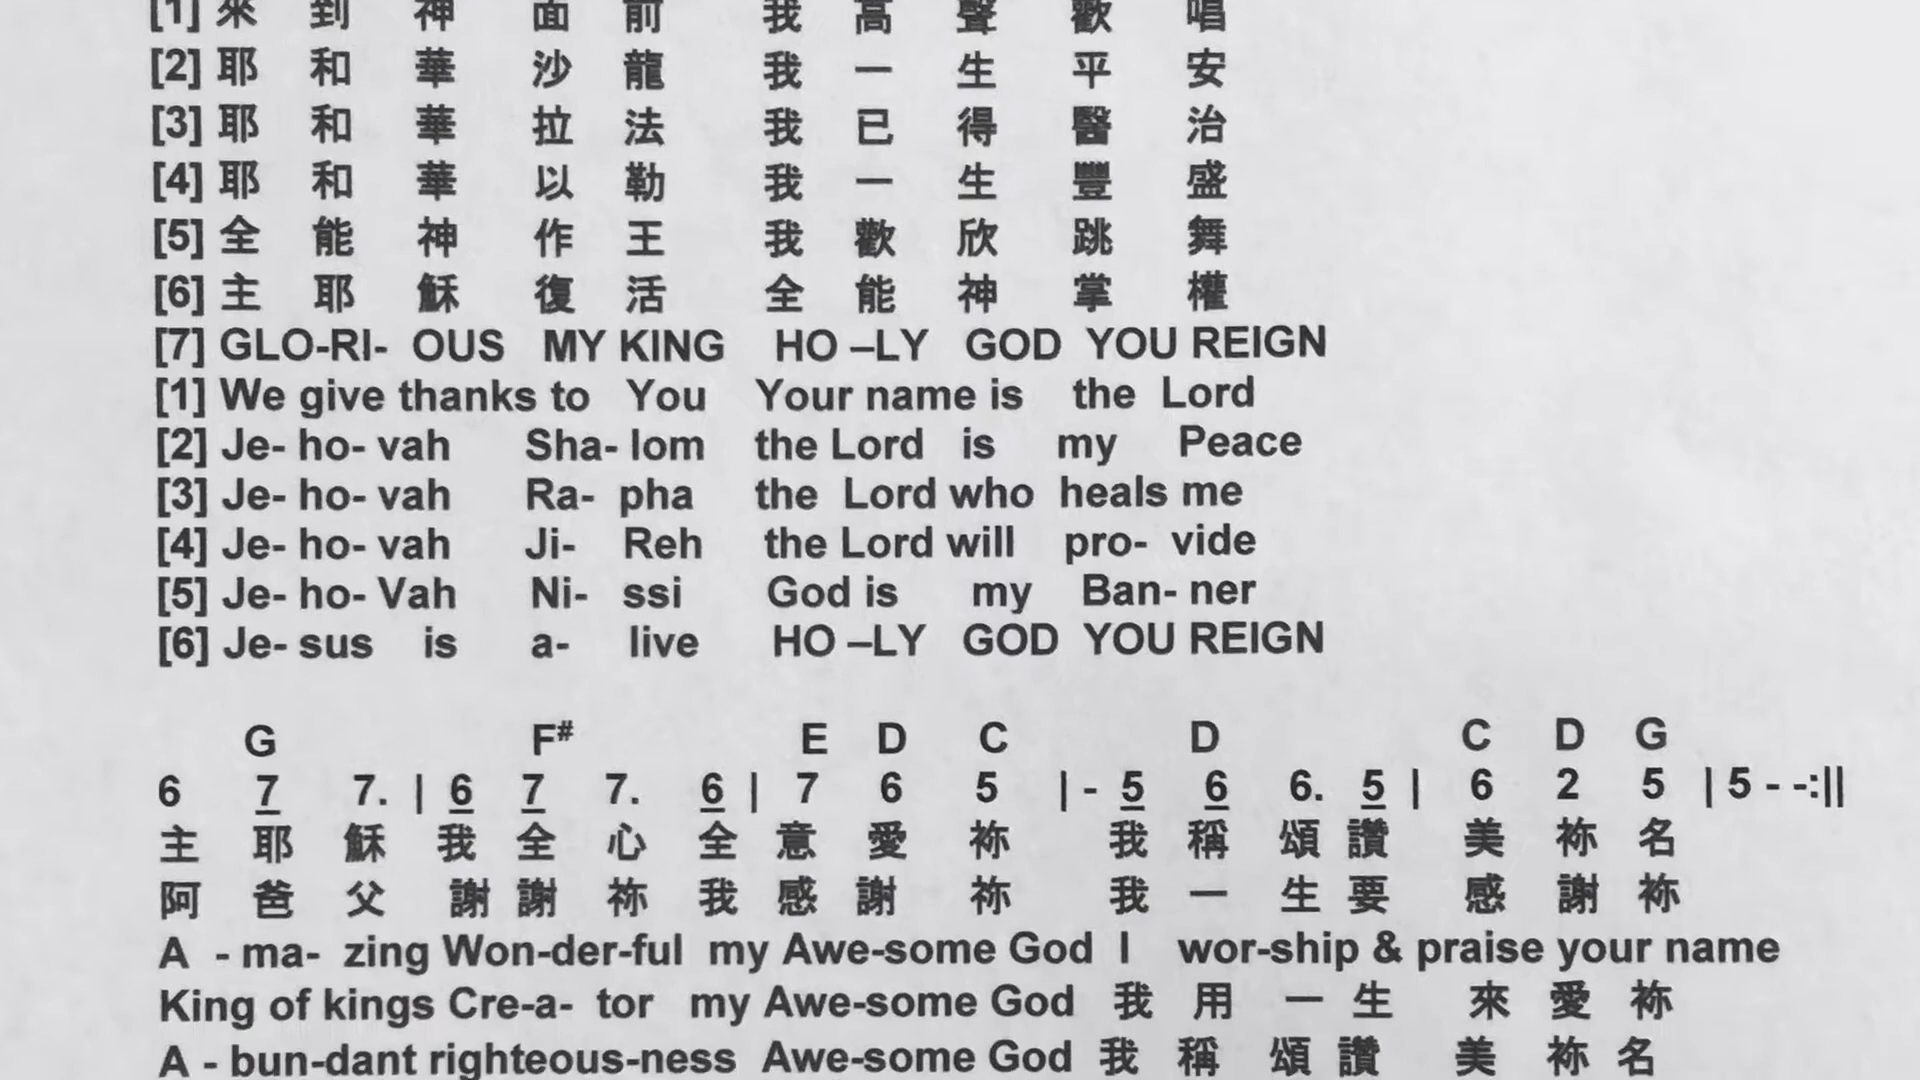 [1] 來 到 神 面 前 我 高 聲 歡 唱
[2] 耶 和 華 沙 龍 我 一 生 平 安
[3] 耶 和 華 拉 法 我 已 得 醫 治
[4] 耶 和 華 以 勒 我 一 生 豐 盛
[5] 全 能 神 作 王 我 歡 欣 跳 舞
[6] 主 耶 穌 復 活 全 能 神 掌 權
[7] GLO-RI- OUS MY KING HO –LY GOD YOU REIGN
[1] We give thanks to You Your name is the Lord
[2] Je- ho- vah Sha- lom the Lord is my Peace
[3] Je- ho- vah Ra- pha the Lord who heals me
[4] Je- ho- vah Ji- Reh the Lord will pro- vide
[5] Je- ho- Vah Ni- ssi God is my Ban- ner
[6] Je- sus is a- live HO –LY GOD YOU REIGN
G F# E D C D C D G
6 7 7. | 6 7 7. 6 | 7 6 5 | - 5 6 6. 5 | 6 2 5 | 5 - -:||
主 耶 穌 我 全 心 全 意 愛 祢 我 稱 頌 讚 美 祢 名
阿 爸 父 謝 謝 祢 我 感 謝 祢 我 一 生 要 感 謝 祢
A - ma- zing Won-der-ful my Awe-some God I wor-ship & praise your name
King of kings Cre-a- tor my Awe-some God 我 用 一 生 來 愛 祢
A - bun-dant righteous-ness Awe-some God 我 稱 頌 讚 美 祢 名